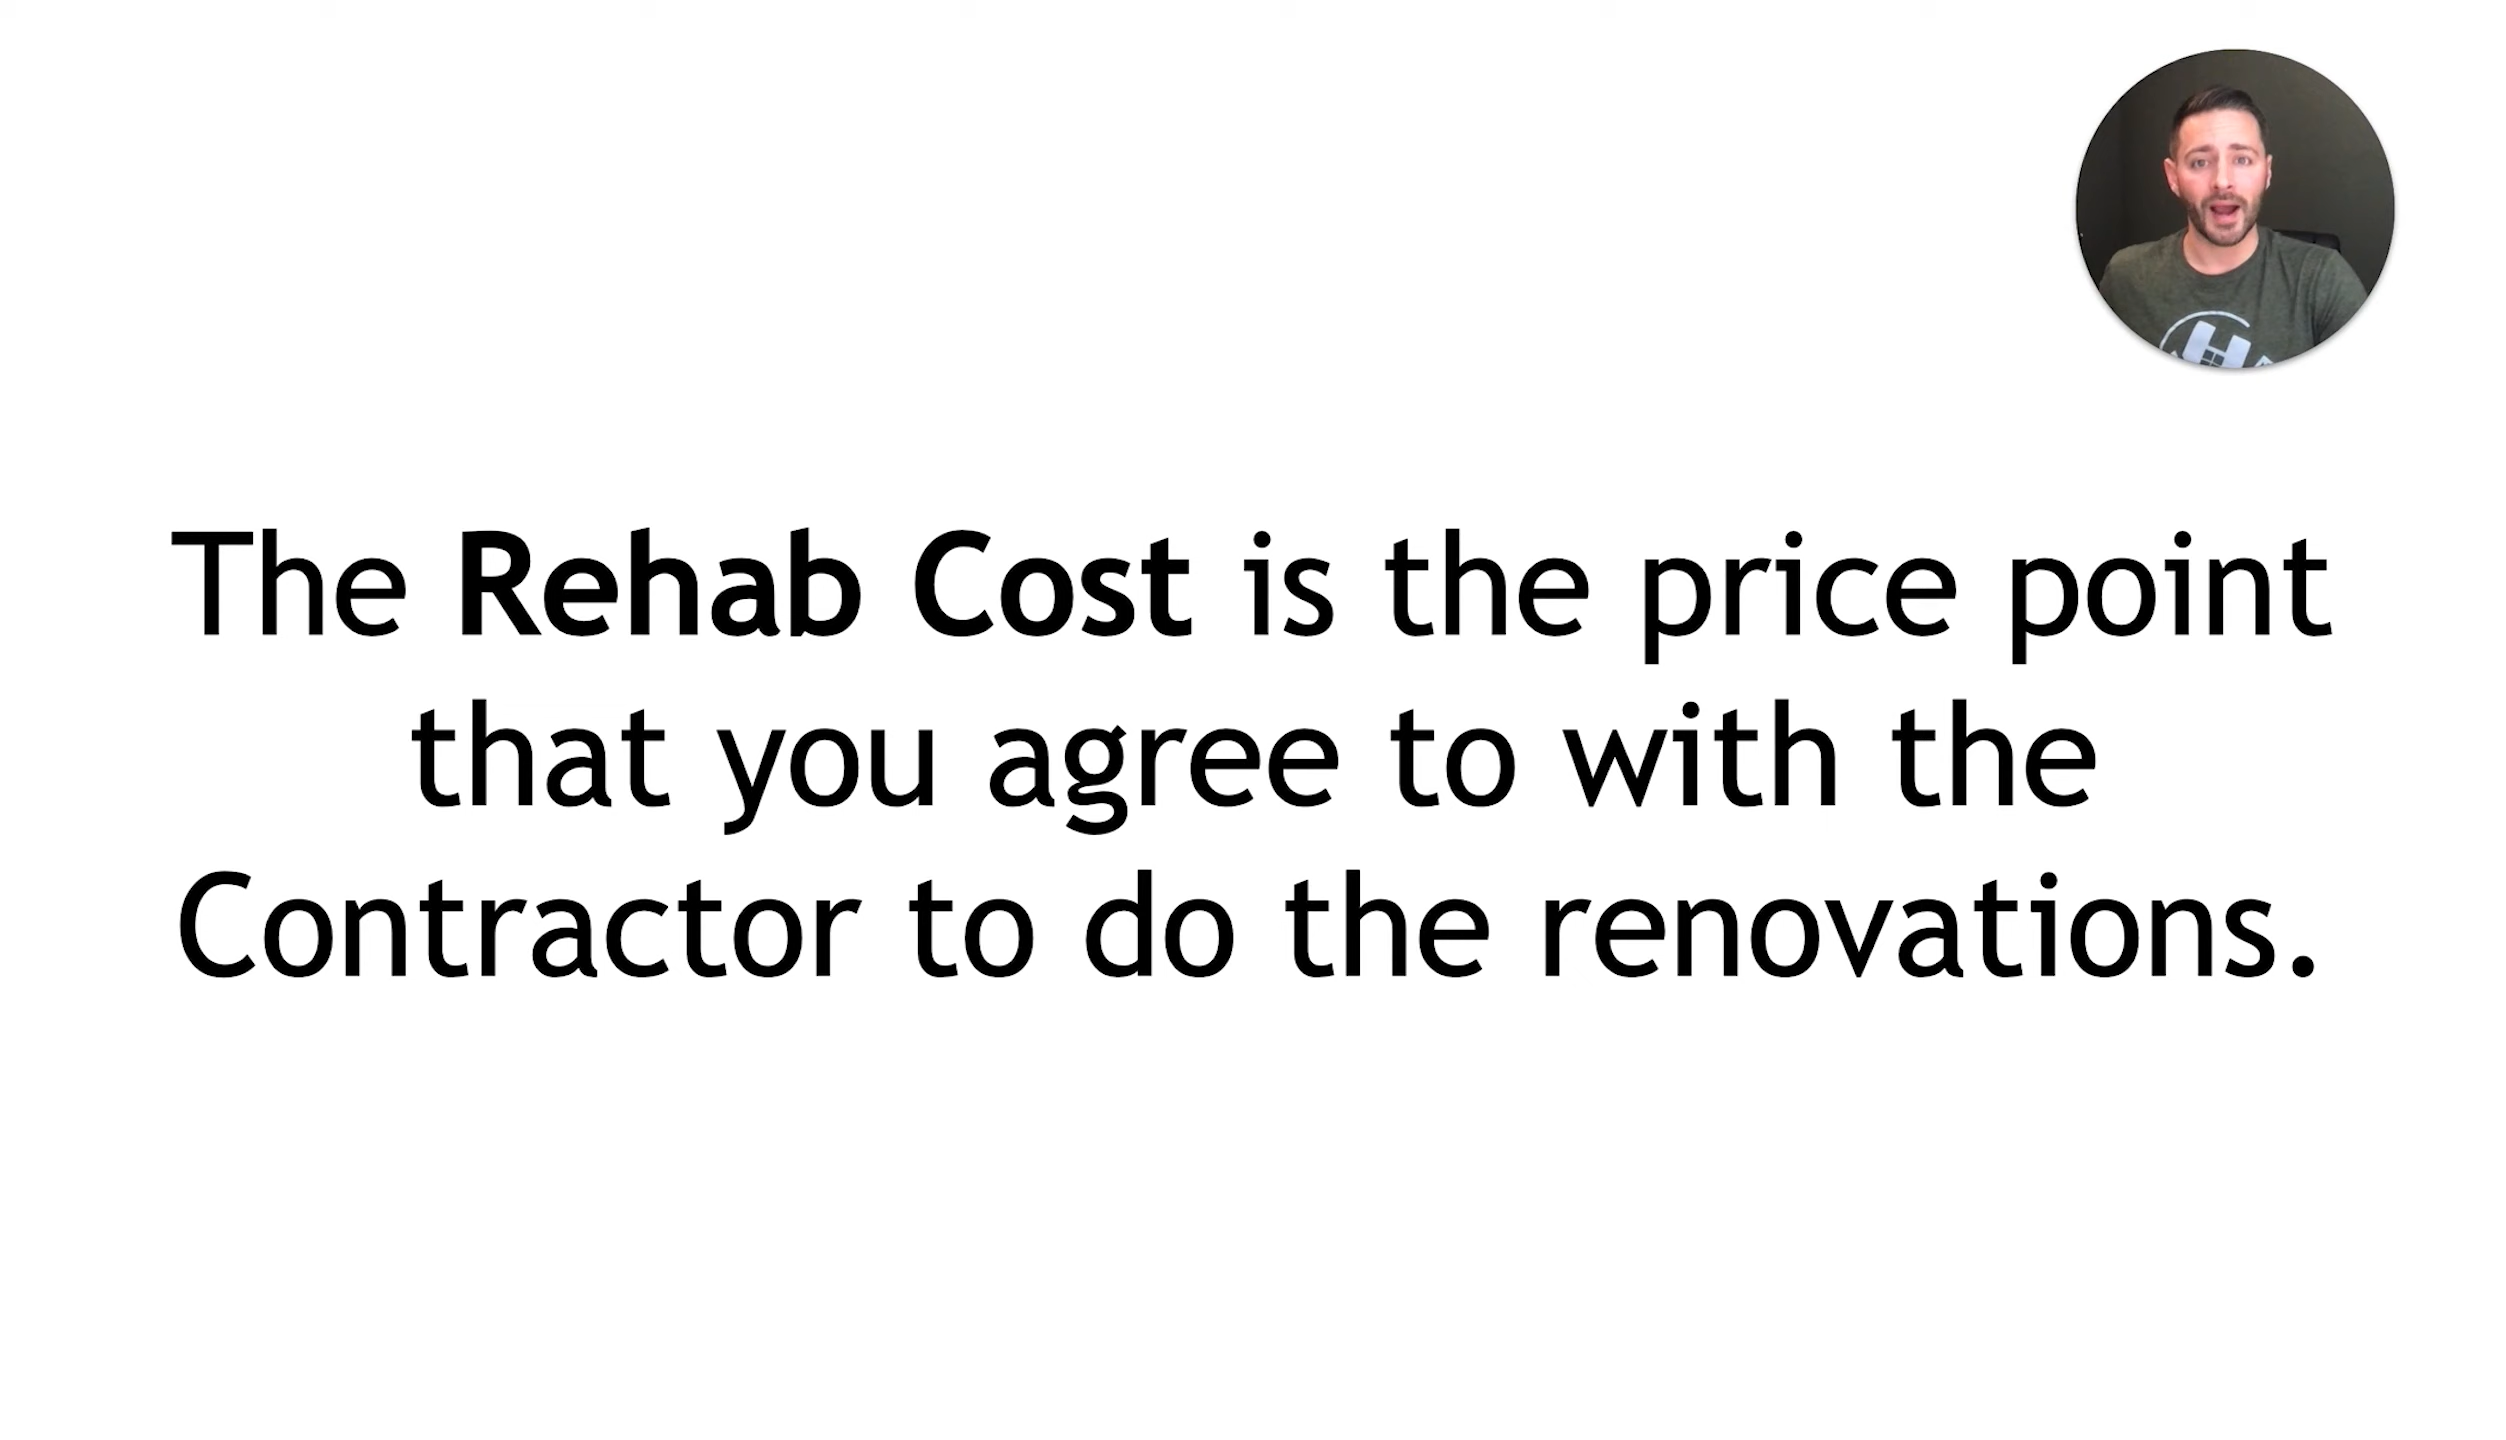 The Rehab Cost is the price point
that you agree to with the
Contractor to do the renovations.